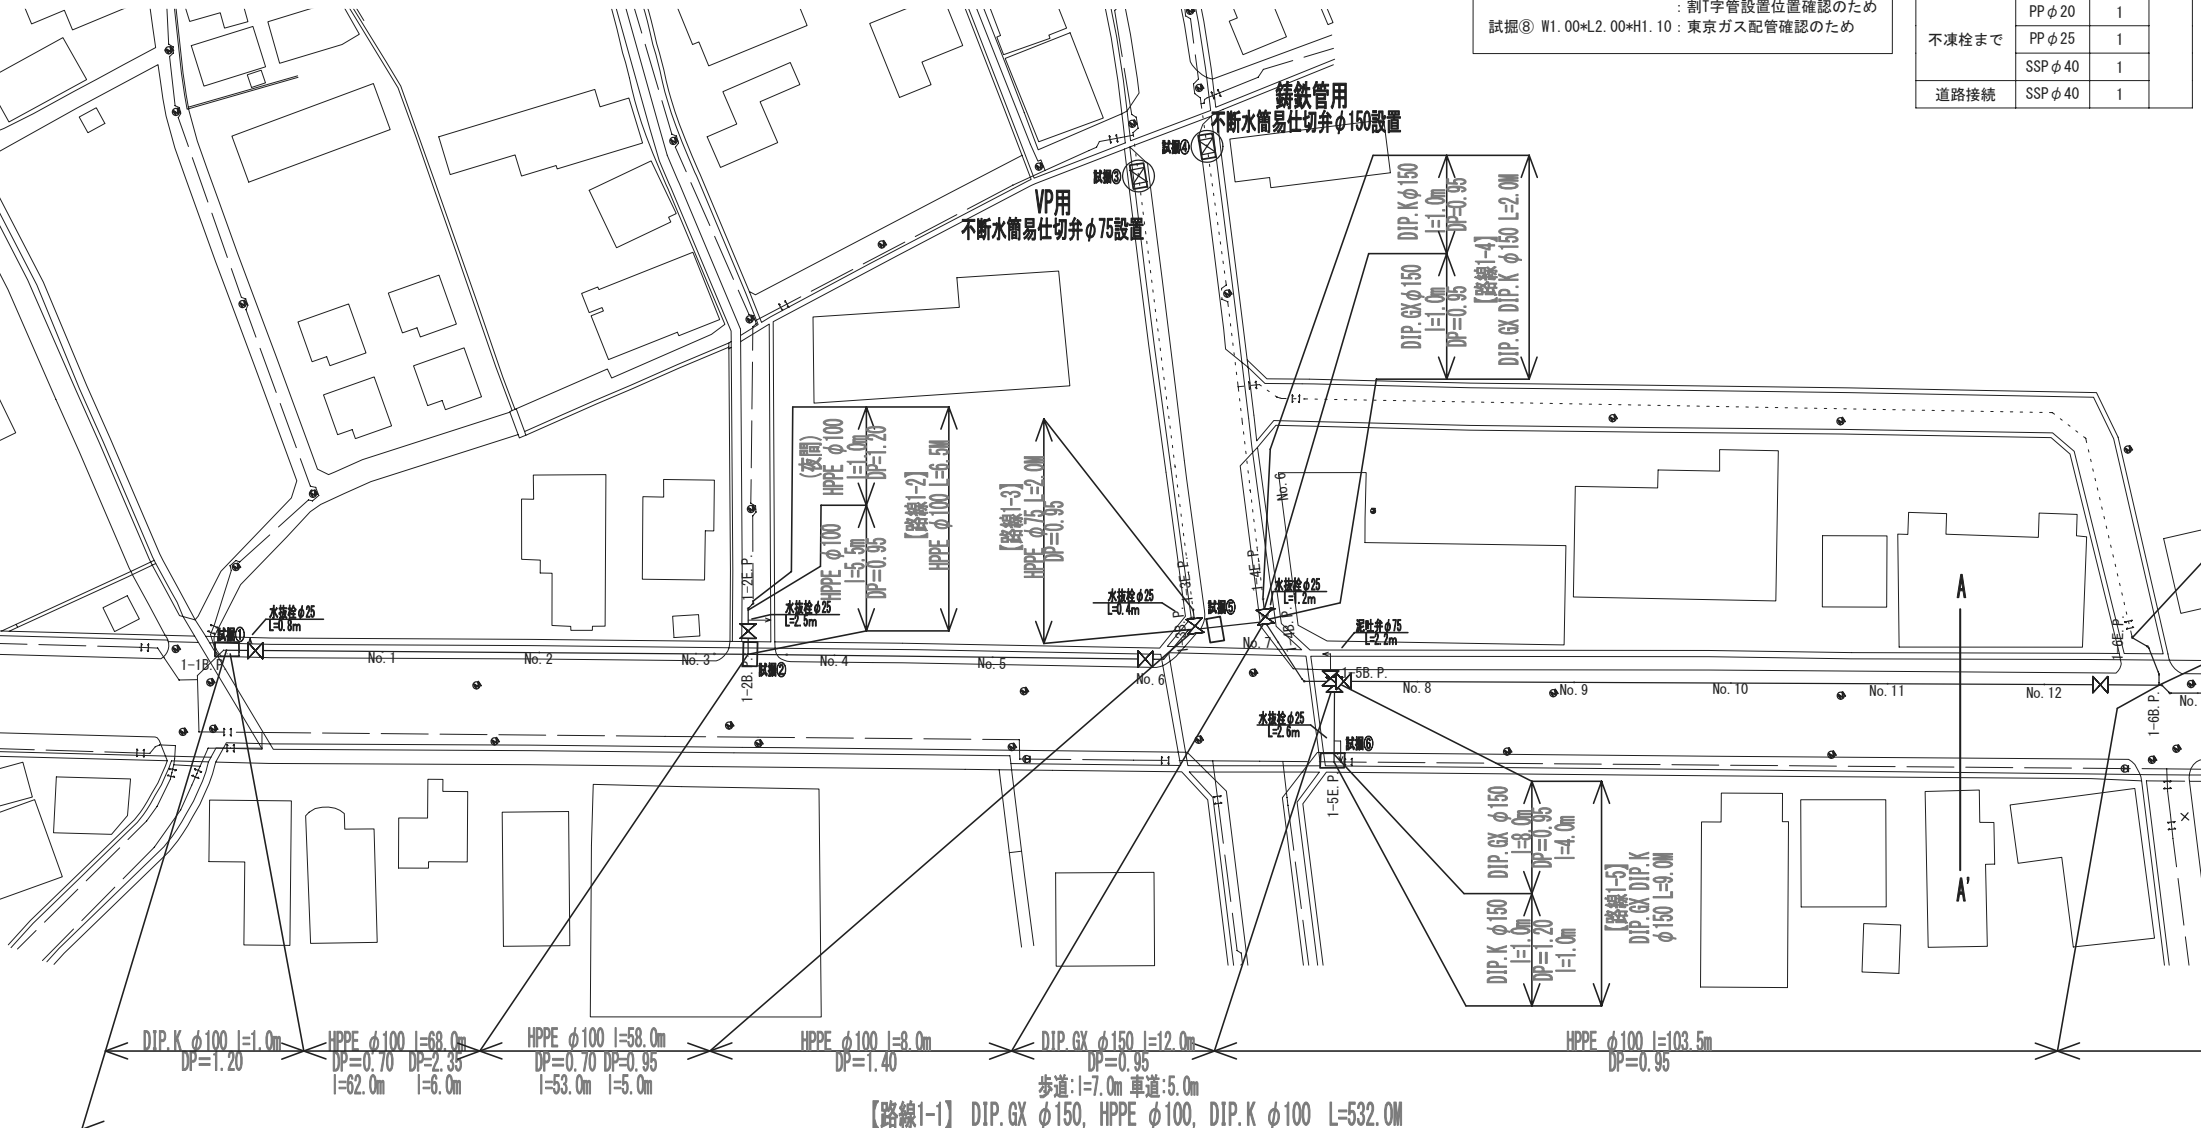 ：割T字管設置位置確認のため
試掘⑧ W1.00*L2.00*H1.10：東京ガス配管確認のため
PPφ20 1
不凍栓まで PPφ25 1
SSPφ40 1
道路接続 SSPφ40 1
鋳鉄管用
不断水簡易仕切弁φ150設置
試掘④
試掘③
VP用
不断水簡易仕切弁φ75設置
DIP.Kφ150
l=1.0m
DP=0.95
DIP.GXφ150
l=1.0m
DP=0.95
【路線1-4】
DIP.GX DIP.K φ150 L=2.0M
(夜間)
HPPE φ100
l=1.0m
DP=1.20
HPPE φ100
l=5.5m
DP=0.95
【路線1-2】
HPPE φ100 L=6.5M
【路線1-3】
HPPE φ75 L=2.0M
DP=0.95
No.6
1-2E.P.
1-3E.P.
1-4E.P.
水抜栓φ25
L=0.8m
水抜栓φ25
L=2.5m
水抜栓φ25
L=0.4m
水抜栓φ25
L=1.2m
試掘①
試掘②
試掘⑤
泥吐弁φ75
L=2.2m
1-1B.P.
1-2B.P.
1-3B.P.
1-4B.P.
1-5B.P.
1-6E.P.
1-6B.P.
No.1
No.2
No.3
No.4
No.5
No.6
No.7
No.8
No.9
No.10
No.11
No.12
No.
A
A'
水抜栓φ25
L=2.6m
試掘⑥
1-5E.P.
DIP.GX φ150
l=8.0m
DP=0.95
l=4.0m
DIP.K φ150
l=1.0m
DP=1.20
l=1.0m
【路線1-5】
DIP.GX DIP.K
φ150 L=9.0M
DIP.K φ100 l=1.0m
DP=1.20
HPPE φ100 l=68.0m
DP=0.70 DP=2.35
l=62.0m l=6.0m
HPPE φ100 l=58.0m
DP=0.70 DP=0.95
l=53.0m l=5.0m
HPPE φ100 l=8.0m
DP=1.40
DIP.GX φ150 l=12.0m
DP=0.95
歩道:l=7.0m 車道:5.0m
HPPE φ100 l=103.5m
DP=0.95
【路線1-1】 DIP.GX φ150, HPPE φ100, DIP.K φ100 L=532.0M